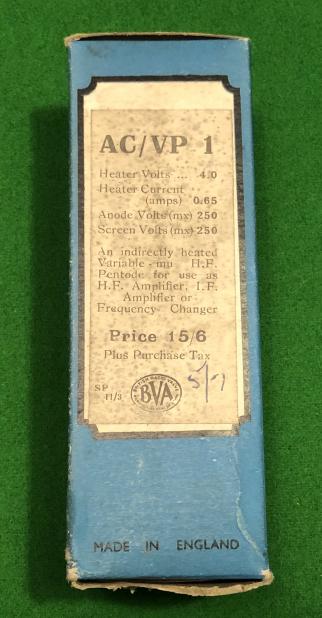 AC/VP 1
Heater Volts ... 4.0
Heater Current
(amps) 0.65
Anode Volts (mx) 250
Screen Volts (mx) 250
An indirectly heated
Variable-mu H.F.
Pentode for use as
H.F. Amplifier, I.F.
Amplifier or
Frequency Changer
Price 15/6
Plus Purchase Tax
SP
11/3
BVA
MADE IN ENGLAND